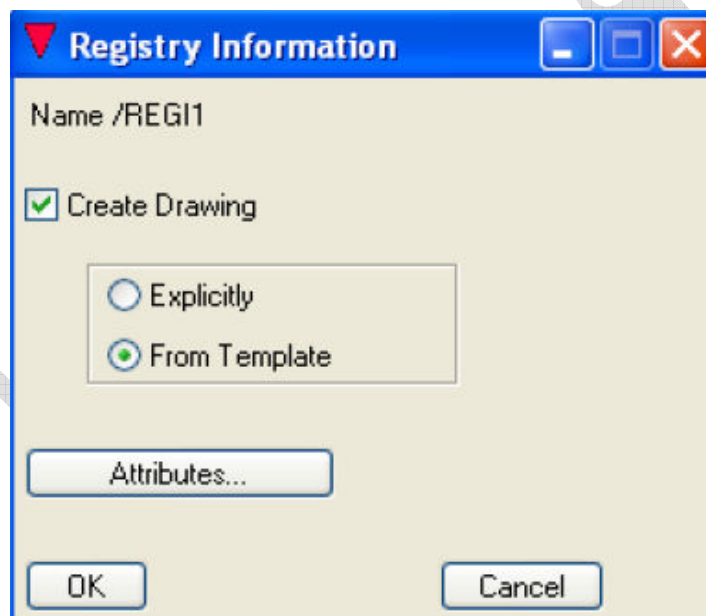 Registry Information
Name /REGI1
Create Drawing
Explicitly
From Template
Attributes...
OK Cancel